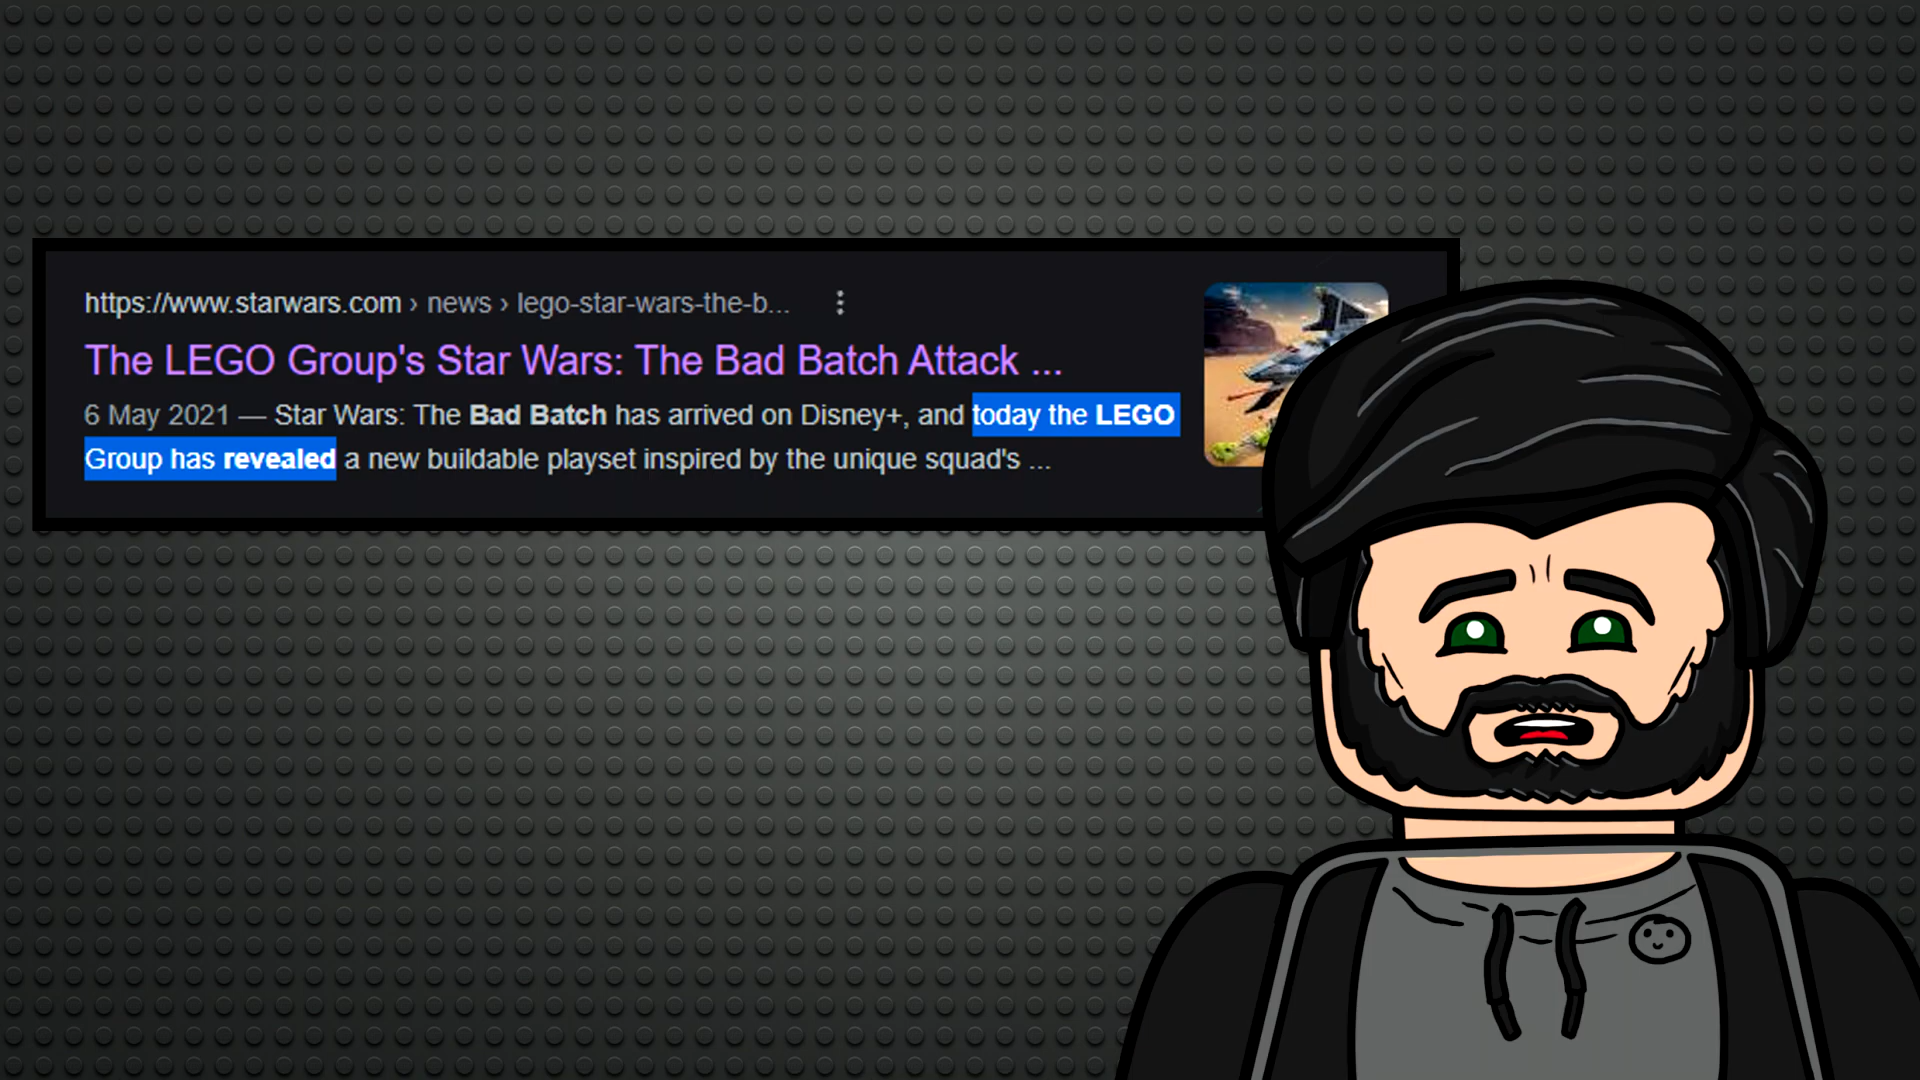 https://www.starwars.com › news › lego-star-wars-the-b...
The LEGO Group's Star Wars: The Bad Batch Attack ...
6 May 2021 — Star Wars: The Bad Batch has arrived on Disney+, and today the LEGO
Group has revealed a new buildable playset inspired by the unique squad's ...